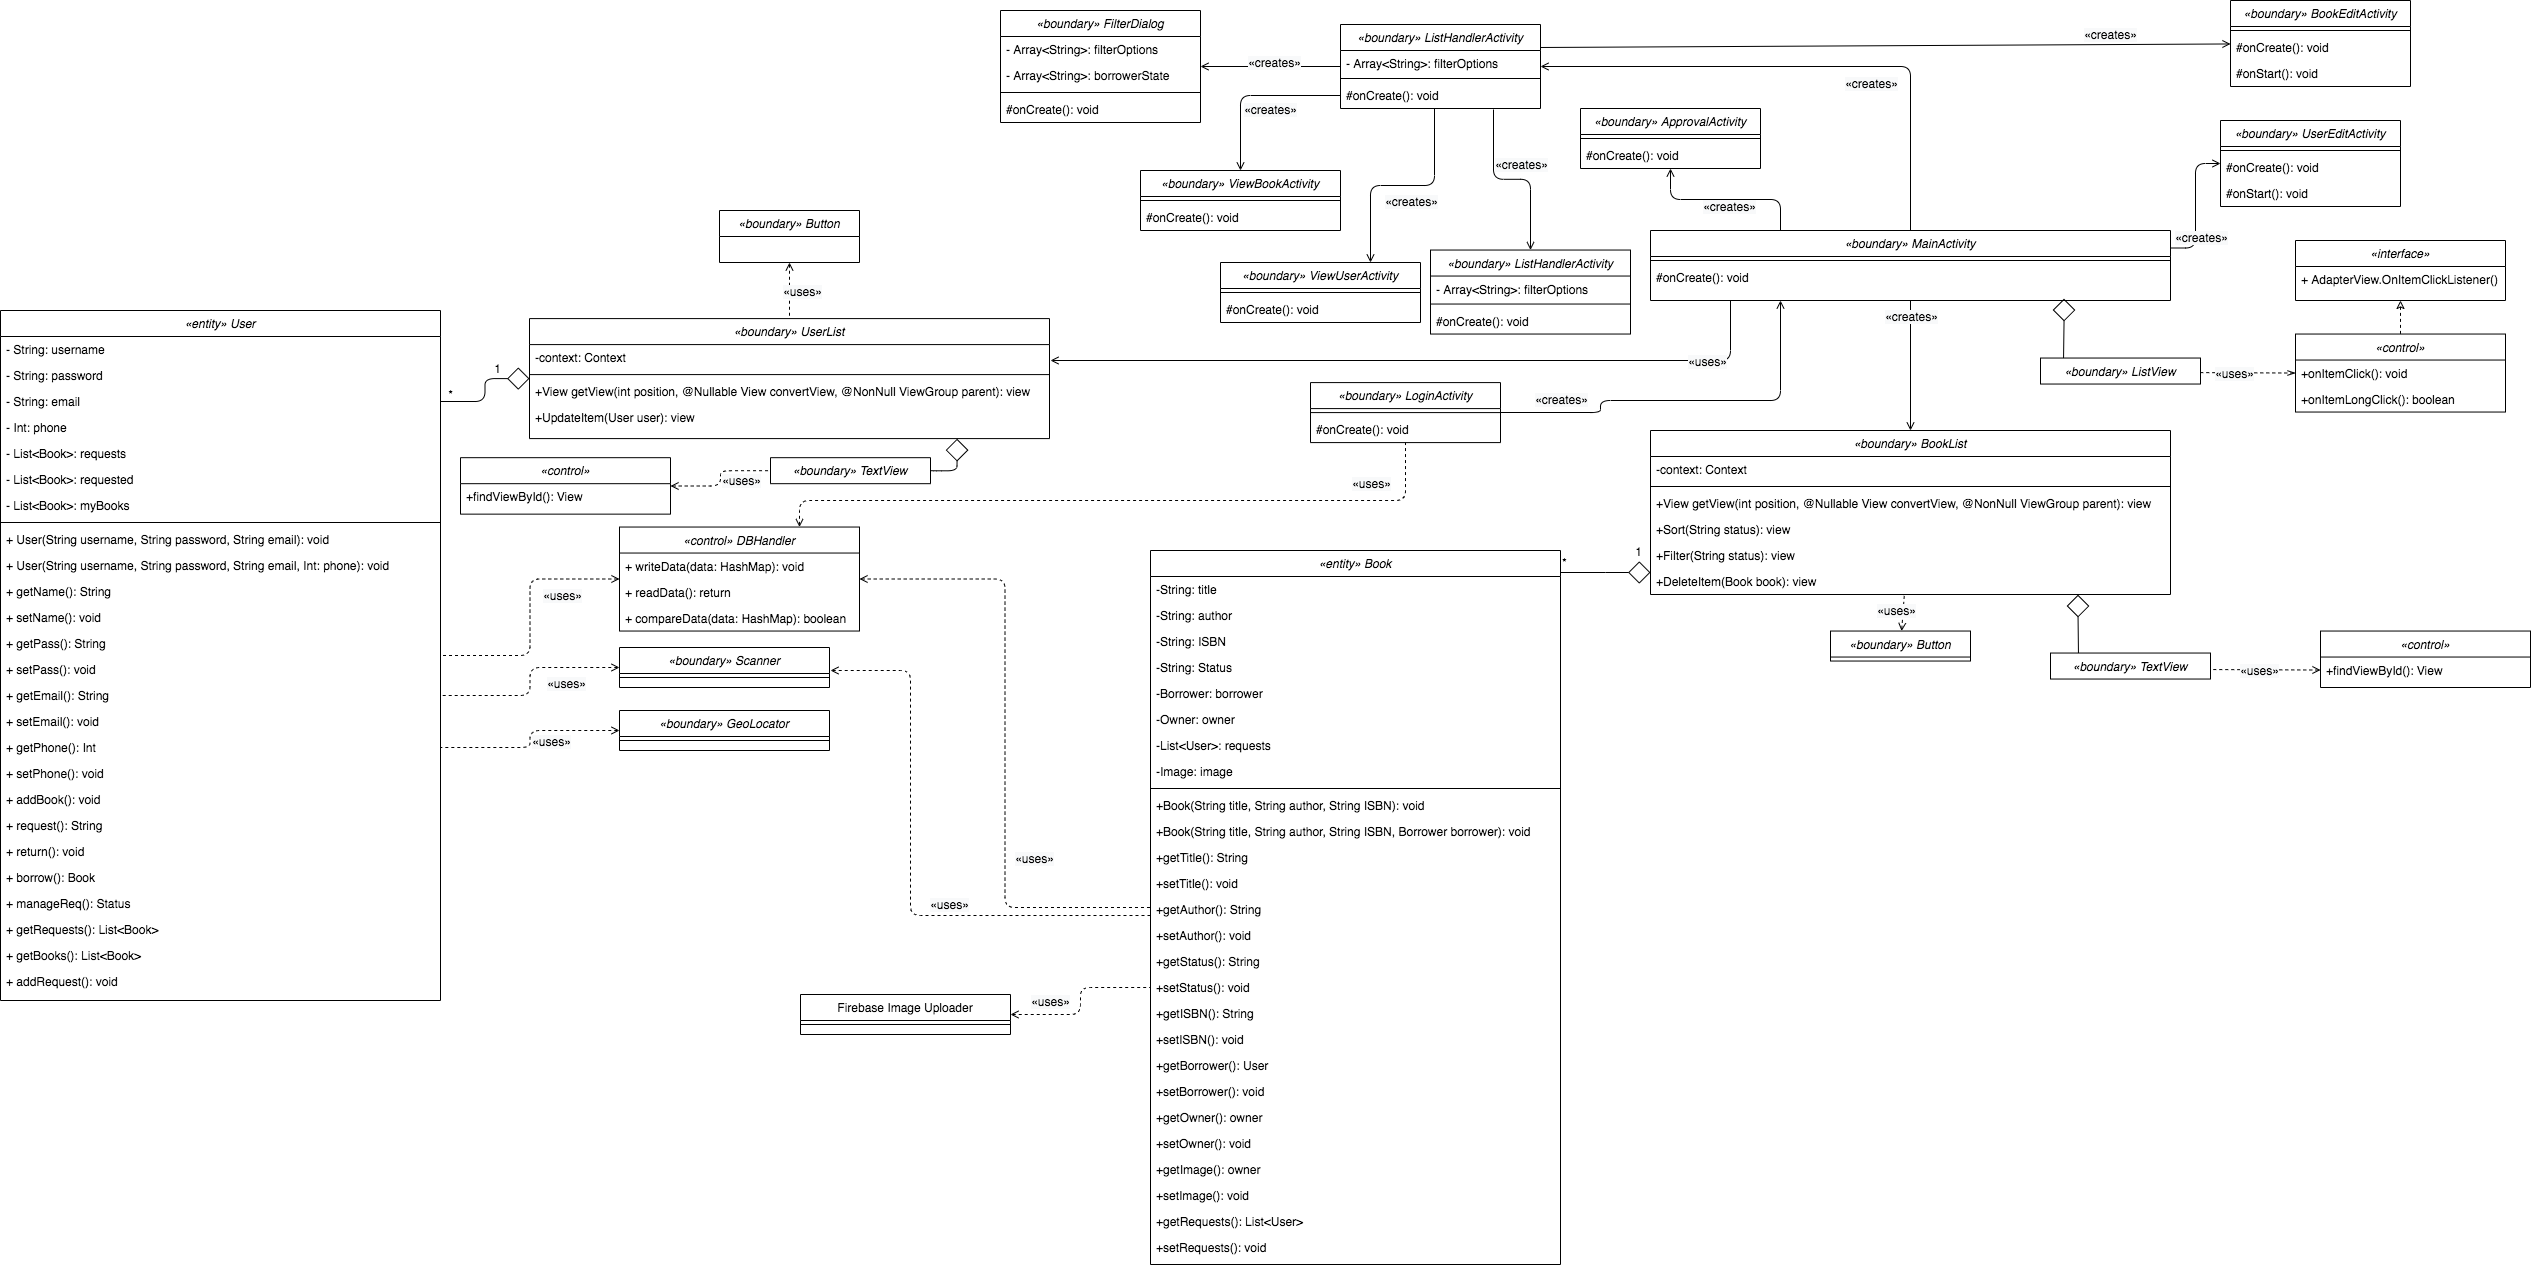 «boundary» FilterDialog
- Array<String>: filterOptions
- Array<String>: borrowerState
#onCreate(): void
«creates»
«boundary» ListHandlerActivity
- Array<String>: filterOptions
#onCreate(): void
«creates»
«boundary» BookEditActivity
#onCreate(): void
#onStart(): void
«creates»
«creates»
«boundary» ViewBookActivity
#onCreate(): void
«creates»
«creates»
«boundary» ApprovalActivity
#onCreate(): void
«creates»
«boundary» UserEditActivity
#onCreate(): void
#onStart(): void
«creates»
«boundary» ViewUserActivity
#onCreate(): void
«boundary» ListHandlerActivity
- Array<String>: filterOptions
#onCreate(): void
«boundary» MainActivity
#onCreate(): void
«interface»
+ AdapterView.OnItemClickListener()
«boundary» Button
«uses»
«creates»
«control»
+onItemClick(): void
+onItemLongClick(): boolean
«boundary» ListView
«uses»
«entity» User
- String: username
- String: password
- String: email
- Int: phone
- List<Book>: requests
- List<Book>: requested
- List<Book>: myBooks
+ User(String username, String password, String email): void
+ User(String username, String password, String email, Int: phone): void
+ getName(): String
+ setName(): void
+ getPass(): String
+ setPass(): void
+ getEmail(): String
+ setEmail(): void
+ getPhone(): Int
+ setPhone(): void
+ addBook(): void
+ request(): String
+ return(): void
+ borrow(): Book
+ manageReq(): Status
+ getRequests(): List<Book>
+ getBooks(): List<Book>
+ addRequest(): void
*
1
«boundary» UserList
-context: Context
+View getView(int position, @Nullable View convertView, @NonNull ViewGroup parent): view
+UpdateItem(User user): view
«uses»
«control»
+findViewById(): View
«uses»
«boundary» TextView
«boundary» LoginActivity
#onCreate(): void
«creates»
«uses»
«control» DBHandler
+ writeData(data: HashMap): void
+ readData(): return
+ compareData(data: HashMap): boolean
«uses»
«boundary» Scanner
«uses»
«boundary» GeoLocator
«uses»
«boundary» BookList
-context: Context
+View getView(int position, @Nullable View convertView, @NonNull ViewGroup parent): view
+Sort(String status): view
+Filter(String status): view
+DeleteItem(Book book): view
*
1
«uses»
«boundary» Button
«boundary» TextView
«uses»
«control»
+findViewById(): View
«entity» Book
-String: title
-String: author
-String: ISBN
-String: Status
-Borrower: borrower
-Owner: owner
-List<User>: requests
-Image: image
+Book(String title, String author, String ISBN): void
+Book(String title, String author, String ISBN, Borrower borrower): void
+getTitle(): String
+setTitle(): void
+getAuthor(): String
+setAuthor(): void
+getStatus(): String
+setStatus(): void
+getISBN(): String
+setISBN(): void
+getBorrower(): User
+setBorrower(): void
+getOwner(): owner
+setOwner(): void
+getImage(): owner
+setImage(): void
+getRequests(): List<User>
+setRequests(): void
«uses»
«uses»
«uses»
Firebase Image Uploader